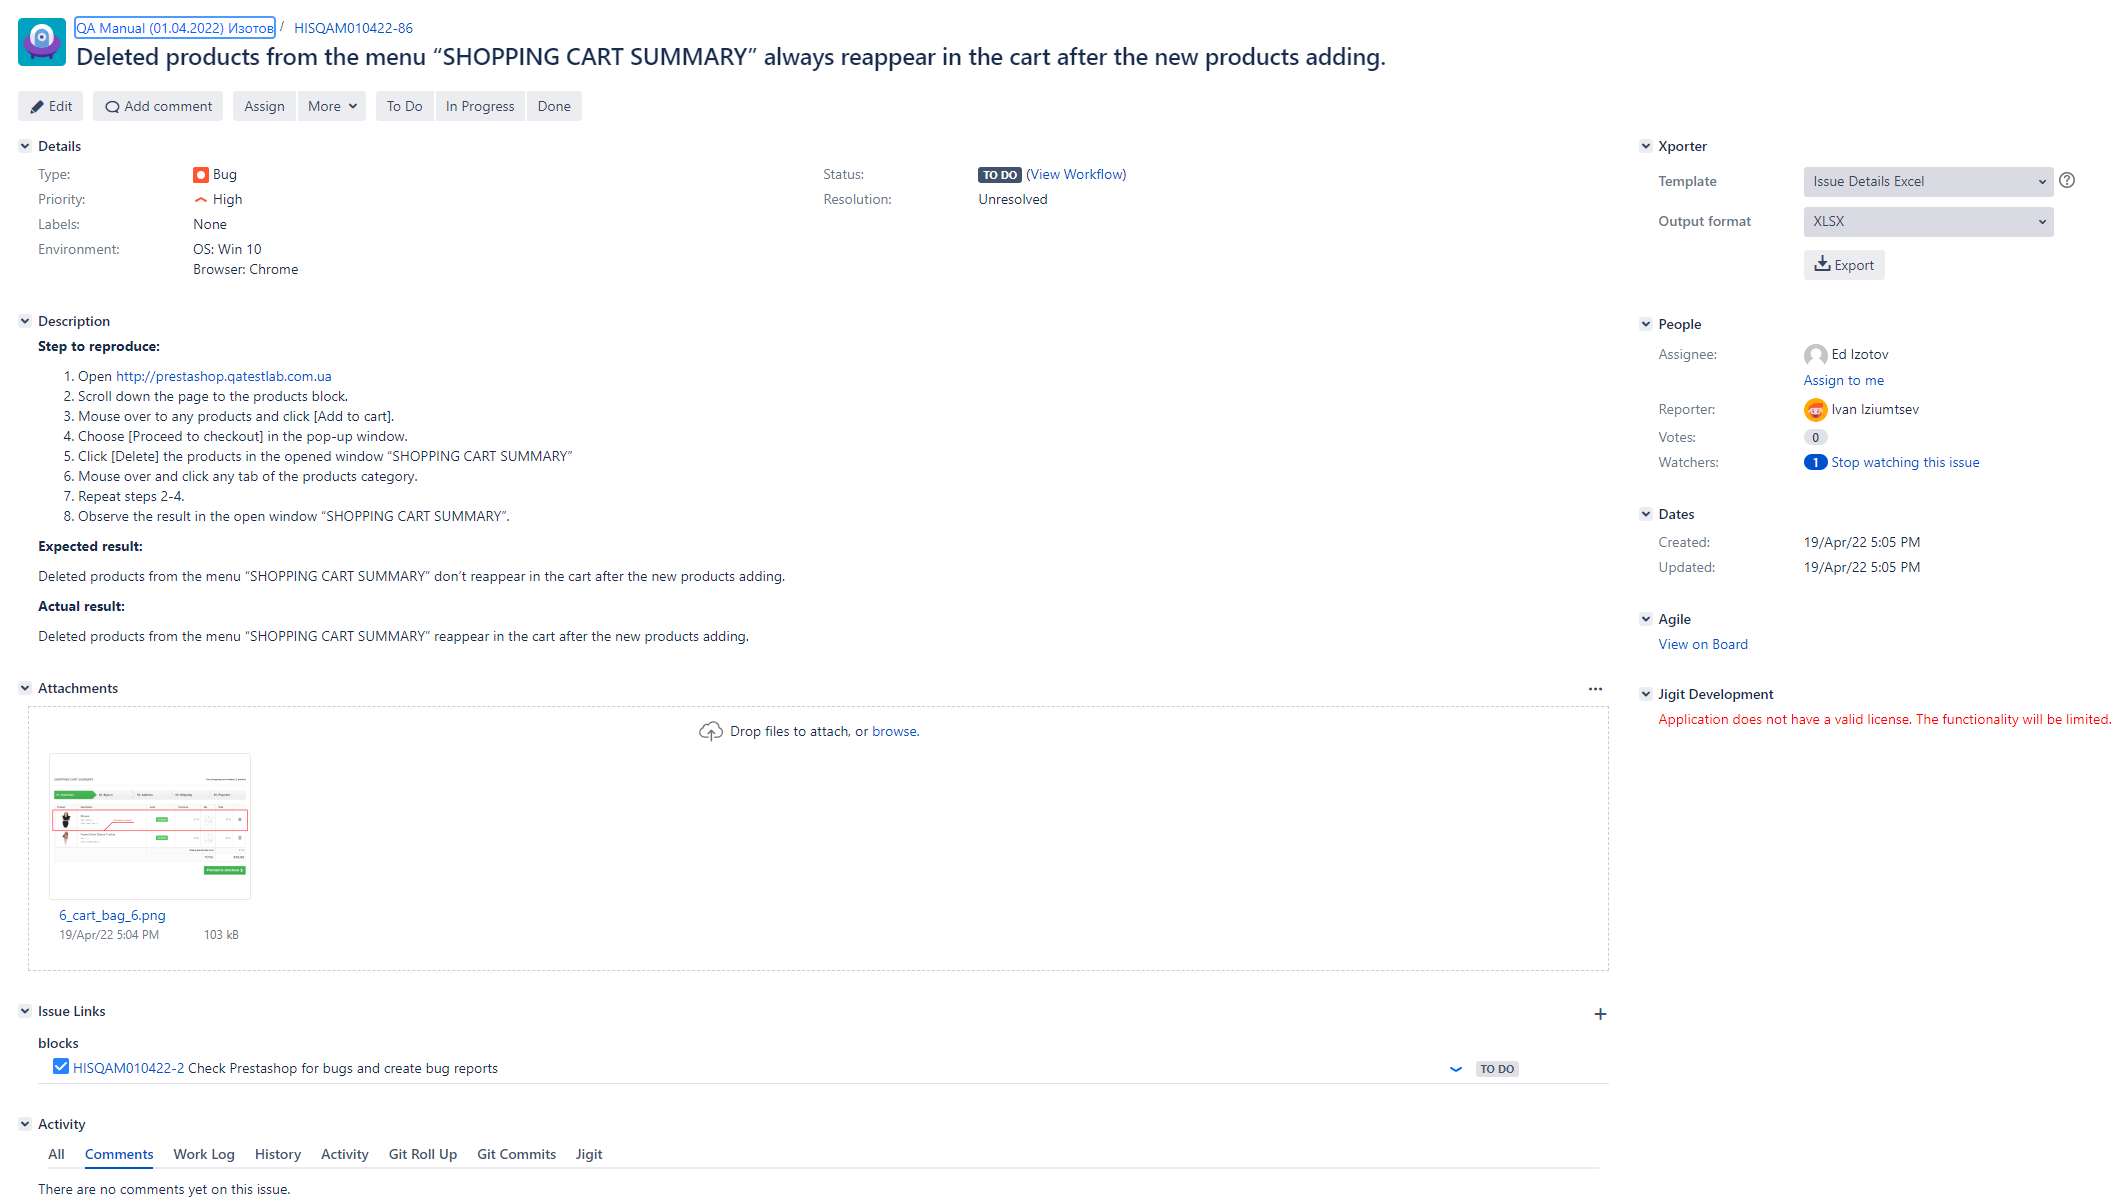 QA Manual (01.04.2022) Изотов / HISQAM010422-86
Deleted products from the menu “SHOPPING CART SUMMARY” always reappear in the cart after the new products adding.
Edit Add comment Assign More To Do In Progress Done
Details
Type: Bug
Status: TO DO (View Workflow)
Priority: High
Resolution: Unresolved
Labels: None
Environment: OS: Win 10
Browser: Chrome
Description
Step to reproduce:
1. Open http://prestashop.qatestlab.com.ua
2. Scroll down the page to the products block.
3. Mouse over to any products and click [Add to cart].
4. Choose [Proceed to checkout] in the pop-up window.
5. Click [Delete] the products in the opened window “SHOPPING CART SUMMARY”
6. Mouse over and click any tab of the products category.
7. Repeat steps 2-4.
8. Observe the result in the open window “SHOPPING CART SUMMARY”.
Expected result:
Deleted products from the menu “SHOPPING CART SUMMARY” don’t reappear in the cart after the new products adding.
Actual result:
Deleted products from the menu “SHOPPING CART SUMMARY” reappear in the cart after the new products adding.
Attachments
Drop files to attach, or browse.
SHOPPING CART SUMMARY
Proceed to checkout
6_cart_bag_6.png
19/Apr/22 5:04 PM 103 kB
Issue Links
blocks
HISQAM010422-2 Check Prestashop for bugs and create bug reports TO DO
Activity
All Comments Work Log History Activity Git Roll Up Git Commits Jigit
There are no comments yet on this issue.
Xporter
Template Issue Details Excel
Output format XLSX
Export
People
Assignee: Ed Izotov
Assign to me
Reporter: Ivan Iziumtsev
Votes: 0
Watchers: 1 Stop watching this issue
Dates
Created: 19/Apr/22 5:05 PM
Updated: 19/Apr/22 5:05 PM
Agile
View on Board
Jigit Development
Application does not have a valid license. The functionality will be limited.